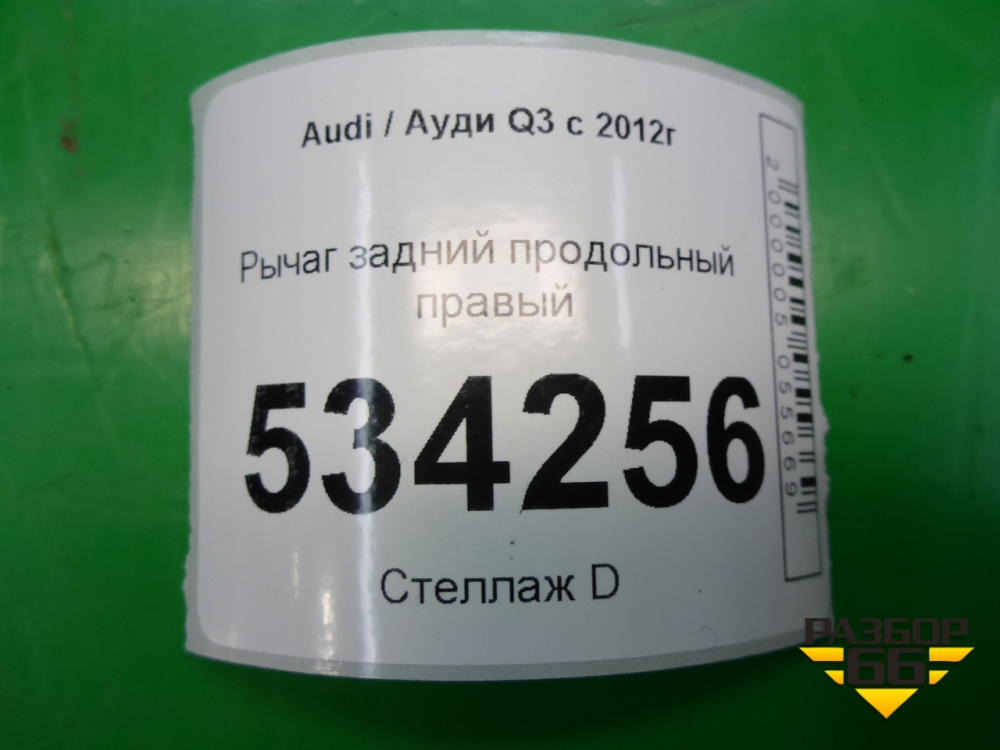 Audi / Ауди Q3 с 2012г
Рычаг задний продольный
правый
534256
Стеллаж D
2000005055669
РАЗБОР
66